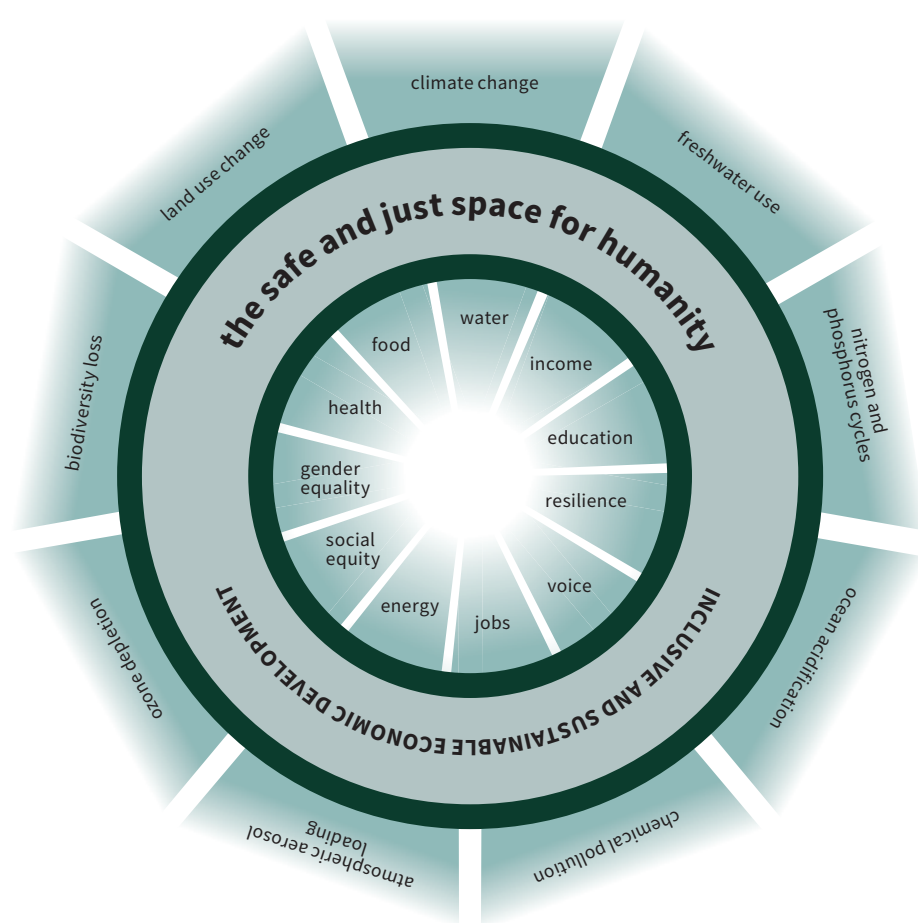 climate change
freshwater use
nitrogen and
phosphorus cycles
ocean acidification
chemical pollution
atmospheric aerosol
loading
ozone depletion
biodiversity loss
land use change
the safe and just space for humanity
INCLUSIVE AND SUSTAINABLE ECONOMIC DEVELOPMENT
water
income
education
resilience
voice
jobs
energy
social
equity
gender
equality
health
food